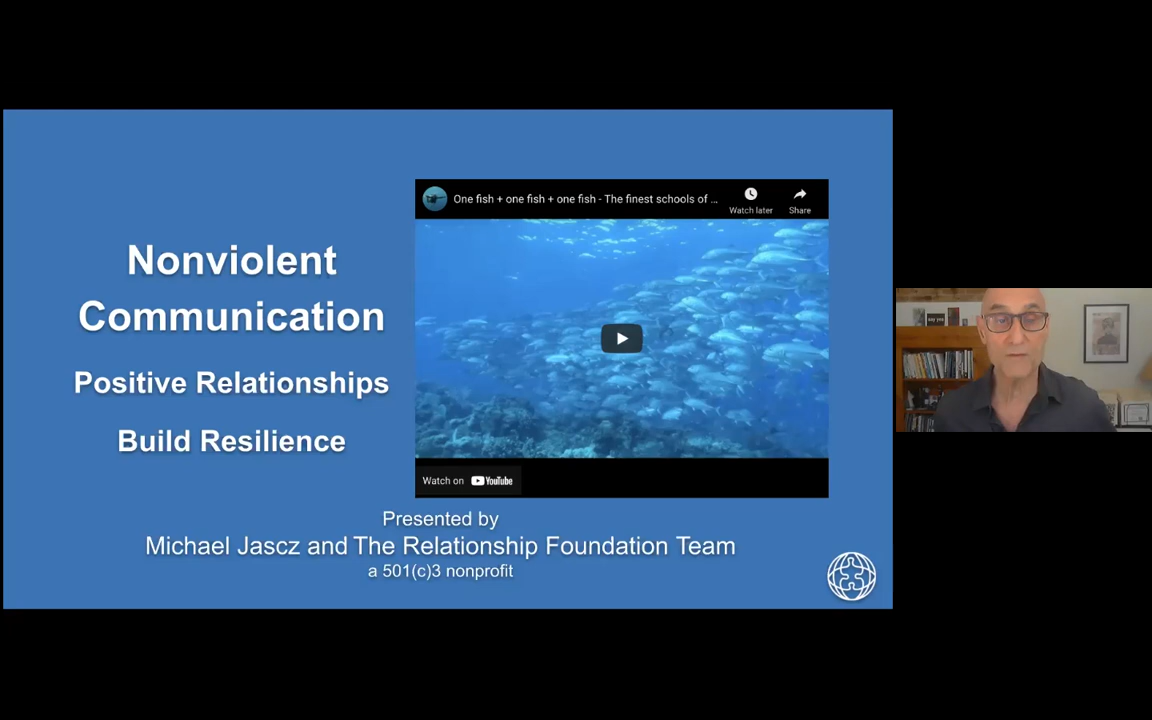 Nonviolent
Communication
Positive Relationships
Build Resilience
One fish + one fish + one fish - The finest schools of ...
Watch later
Share
Watch on YouTube
Presented by
Michael Jascz and The Relationship Foundation Team
a 501(c)3 nonprofit